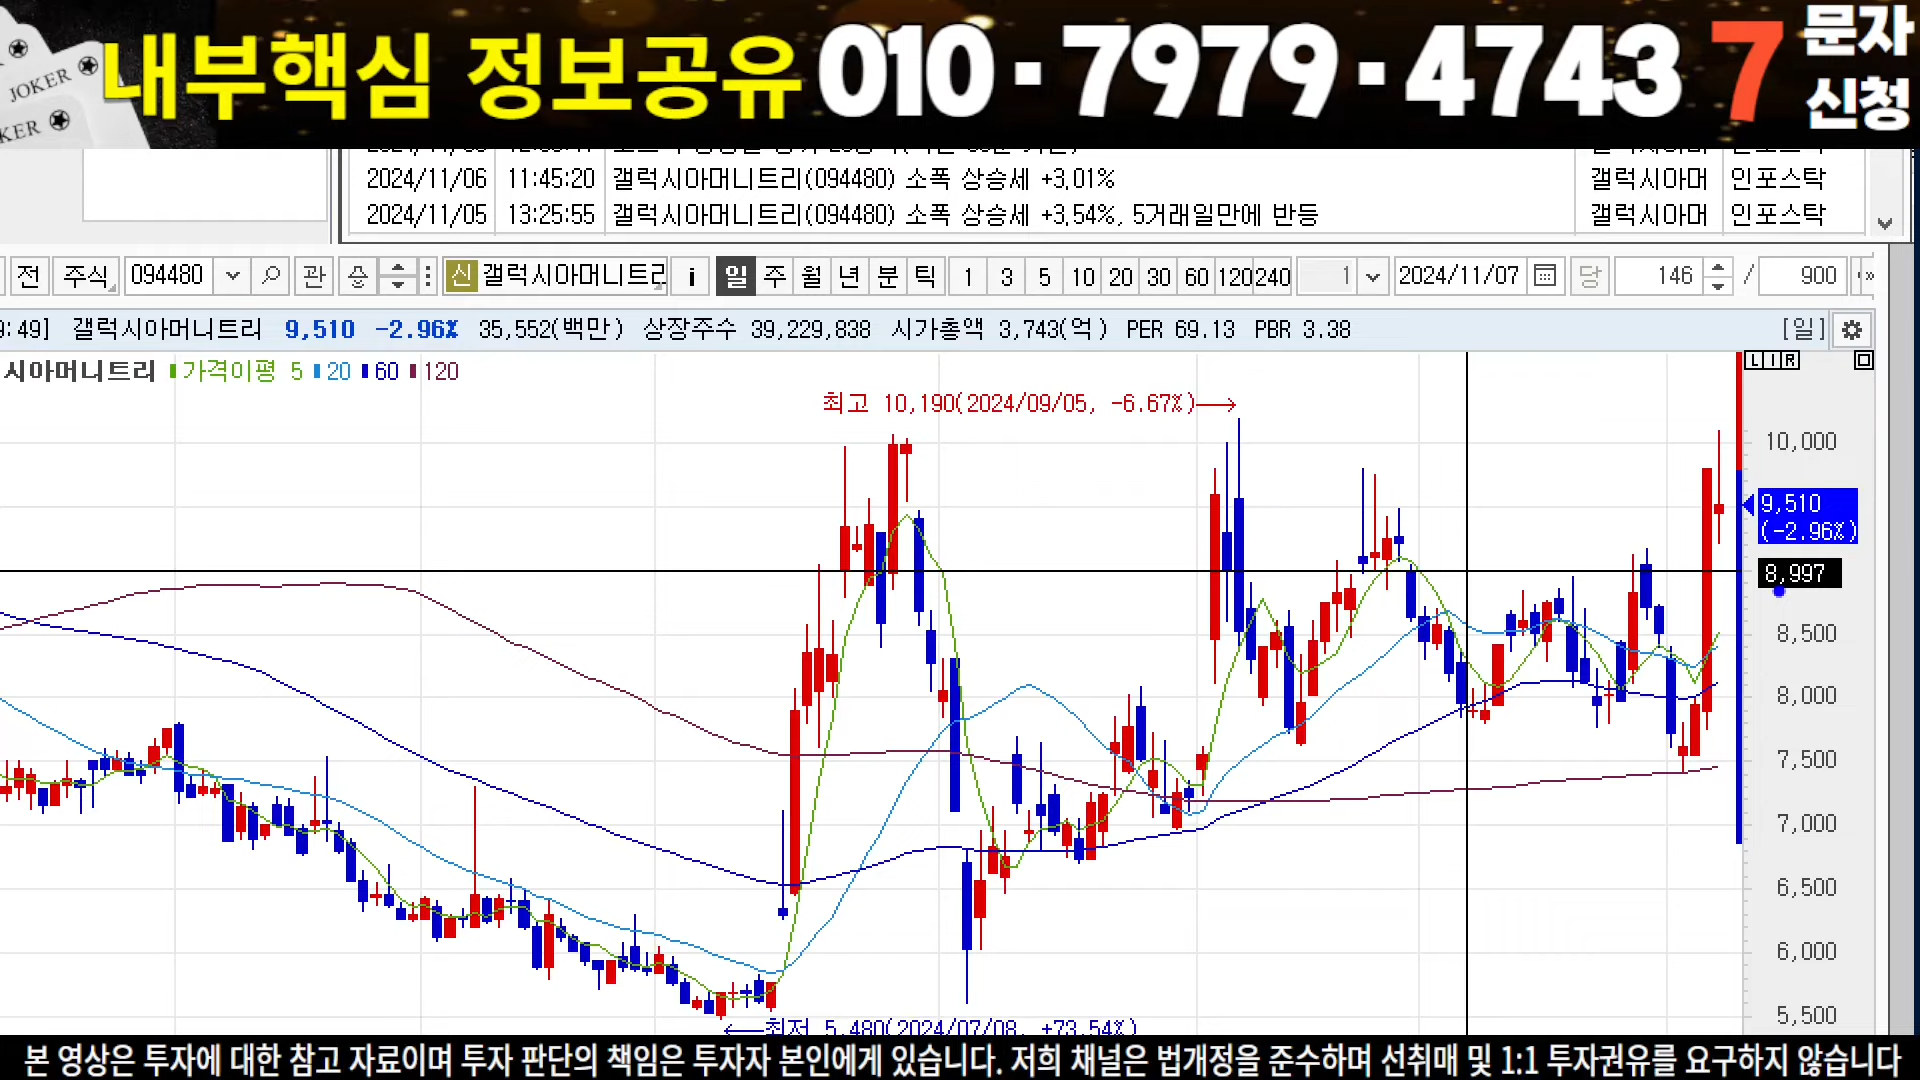 JOKER
KER
내부핵심 정보공유 010-7979-4743 7 문자
신청
2024/11/06 11:45:20 갤럭시아머니트리(094480) 소폭 상승세 +3.01% 갤럭시아머 인포스탁
2024/11/05 13:25:55 갤럭시아머니트리(094480) 소폭 상승세 +3.54%, 5거래일만에 반등 갤럭시아머 인포스탁
전 주식 094480 관 신 갤럭시아머니트리 i 일 주 월 년 분 틱 1 3 5 10 20 30 60 120 240 1 2024/11/07 당 146 / 900
9:49] 갤럭시아머니트리 9,510 -2.96% 35,552(백만) 상장주수 39,229,838 시가총액 3,743(억) PER 69.13 PBR 3.38 [일]
시아머니트리 가격이평 5 20 60 120
L I R
최고 10,190(2024/09/05, -6.67%)
10,000
9,510
(-2.96%)
8,997
8,500
8,000
7,500
7,000
6,500
6,000
5,500
최저 5,480(2024/07/08, +73.54%)
본 영상은 투자에 대한 참고 자료이며 투자 판단의 책임은 투자자 본인에게 있습니다. 저희 채널은 법개정을 준수하며 선취매 및 1:1 투자권유를 요구하지 않습니다